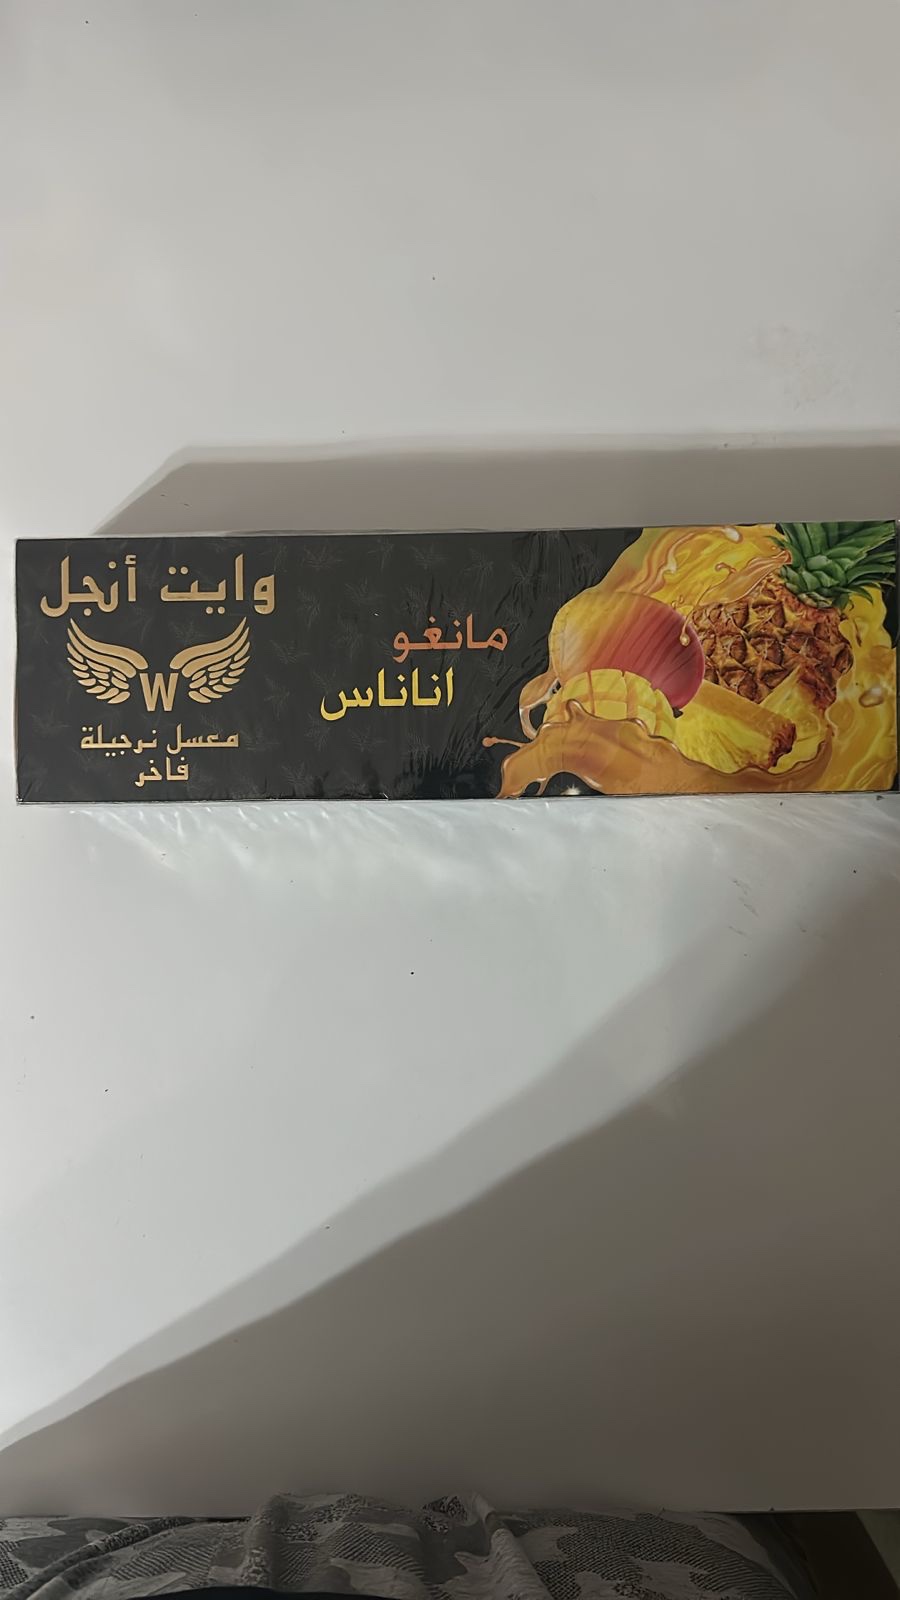 وايت أنجل
W
معسل نرجيلة
فاخر
مانغو
اناناس